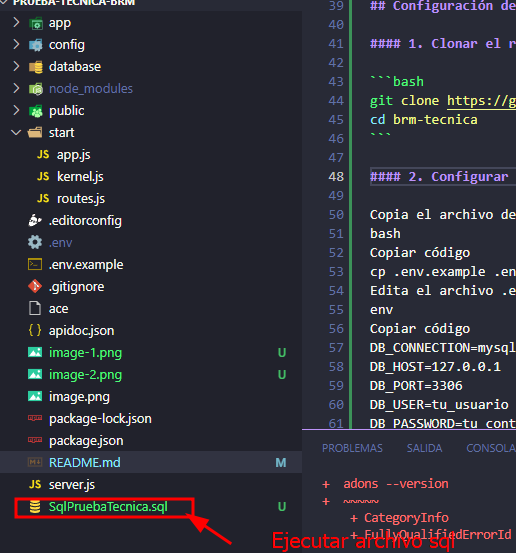 PRUEBA-TECNICA-BRM
app
config
database
node_modules
public
start
JS app.js
JS kernel.js
JS routes.js
.editorconfig
.env
.env.example
.gitignore
ace
{} apidoc.json
image-1.png U
image-2.png U
image.png
package-lock.json
package.json
README.md M
JS server.js
SqlPruebaTecnica.sql U
39 ## Configuración de
40
41 #### 1. Clonar el r
42
43 ```bash
44 git clone https://g
45 cd brm-tecnica
46 ```
47
48 #### 2. Configurar
49
50 Copia el archivo de
51 bash
52 Copiar código
53 cp .env.example .en
54 Edita el archivo .e
55 env
56 Copiar código
57 DB_CONNECTION=mysql
58 DB_HOST=127.0.0.1
59 DB_PORT=3306
60 DB_USER=tu_usuario
61 DB_PASSWORD=tu_cont
PROBLEMAS SALIDA CONSOLA
+ adons --version
+ ~~~~~
+ CategoryInfo
+ FullyQualifiedErrorId
Ejecutar archivo sql